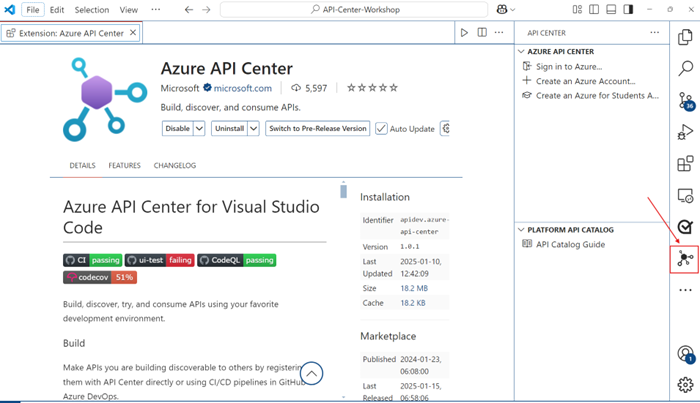 File Edit ···
API-Center-Workshop
Extension: Azure API Center
Azure API Center
Microsoft microsoft.com 5,597
Build, discover, and consume APIs.
Disable Uninstall Switch to Pre-Release Version Auto Update
DETAILS FEATURES CHANGELOG
Azure API Center for Visual Studio
Code
CI passing ui-test failing CodeQL passing
codecov 51%
Build, discover, try, and consume APIs using your favorite
development environment.
Build
Make APIs you are building discoverable to others by registering
them with API Center directly or using CI/CD pipelines in GitHub
Azure DevOps.
Installation
Identifier apidev.azure-
api-center
Version 1.0.1
Last 2025-01-10,
Updated 12:42:09
Size 18.2 MB
Cache 18.2 KB
Marketplace
Published 2024-01-23,
06:08:00
Last 2025-01-15,
Released 06:58:06
API CENTER
AZURE API CENTER
Sign in to Azure...
Create an Azure Account...
Create an Azure for Students A...
PLATFORM API CATALOG
API Catalog Guide
36
1